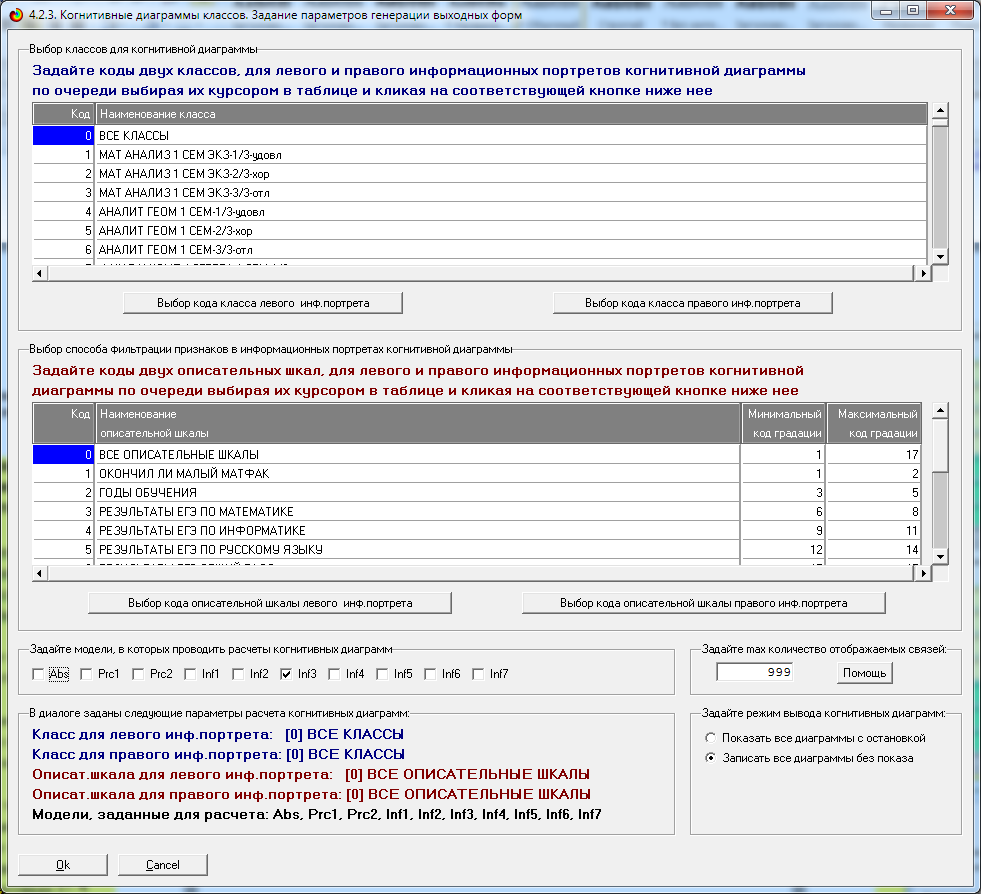 4.2.3. Когнитивные диаграммы классов. Задание параметров генерации выходных форм
Выбор классов для когнитивной диаграммы
Задайте коды двух классов, для левого и правого информационных портретов когнитивной диаграммы
по очереди выбирая их курсором в таблице и кликая на соответствующей кнопке ниже нее
Код Наименование класса
0 ВСЕ КЛАССЫ
1 МАТ АНАЛИЗ 1 СЕМ ЭКЗ-1/3-удовл
2 МАТ АНАЛИЗ 1 СЕМ ЭКЗ-2/3-хор
3 МАТ АНАЛИЗ 1 СЕМ ЭКЗ-3/3-отл
4 АНАЛИТ ГЕОМ 1 СЕМ-1/3-удовл
5 АНАЛИТ ГЕОМ 1 СЕМ-2/3-хор
6 АНАЛИТ ГЕОМ 1 СЕМ-3/3-отл
Выбор кода класса левого инф.портрета Выбор кода класса правого инф.портрета
Выбор способа фильтрации признаков в информационных портретах когнитивной диаграммы
Задайте коды двух описательных шкал, для левого и правого информационных портретов когнитивной
диаграммы по очереди выбирая их курсором в таблице и кликая на соответствующей кнопке ниже нее
Код Наименование Минимальный Максимальный
описательной шкалы код градации код градации
0 ВСЕ ОПИСАТЕЛЬНЫЕ ШКАЛЫ 1 17
1 ОКОНЧИЛ ЛИ МАЛЫЙ МАТФАК 1 2
2 ГОДЫ ОБУЧЕНИЯ 3 5
3 РЕЗУЛЬТАТЫ ЕГЭ ПО МАТЕМАТИКЕ 6 8
4 РЕЗУЛЬТАТЫ ЕГЭ ПО ИНФОРМАТИКЕ 9 11
5 РЕЗУЛЬТАТЫ ЕГЭ ПО РУССКОМУ ЯЗЫКУ 12 14
Выбор кода описательной шкалы левого инф.портрета Выбор кода описательной шкалы правого инф.портрета
Задайте модели, в которых проводить расчеты когнитивных диаграмм Задайте max количество отображаемых связей:
Abs Prc1 Prc2 Inf1 Inf2 Inf3 Inf4 Inf5 Inf6 Inf7 999 Помощь
В диалоге заданы следующие параметры расчета когнитивных диаграмм: Задайте режим вывода когнитивных диаграмм:
Класс для левого инф.портрета: [0] ВСЕ КЛАССЫ Показать все диаграммы с остановкой
Класс для правого инф.портрета: [0] ВСЕ КЛАССЫ Записать все диаграммы без показа
Описат.шкала для левого инф.портрета: [0] ВСЕ ОПИСАТЕЛЬНЫЕ ШКАЛЫ
Описат.шкала для правого инф.портрета: [0] ВСЕ ОПИСАТЕЛЬНЫЕ ШКАЛЫ
Модели, заданные для расчета: Abs, Prc1, Prc2, Inf1, Inf2, Inf3, Inf4, Inf5, Inf6, Inf7
Ok Cancel